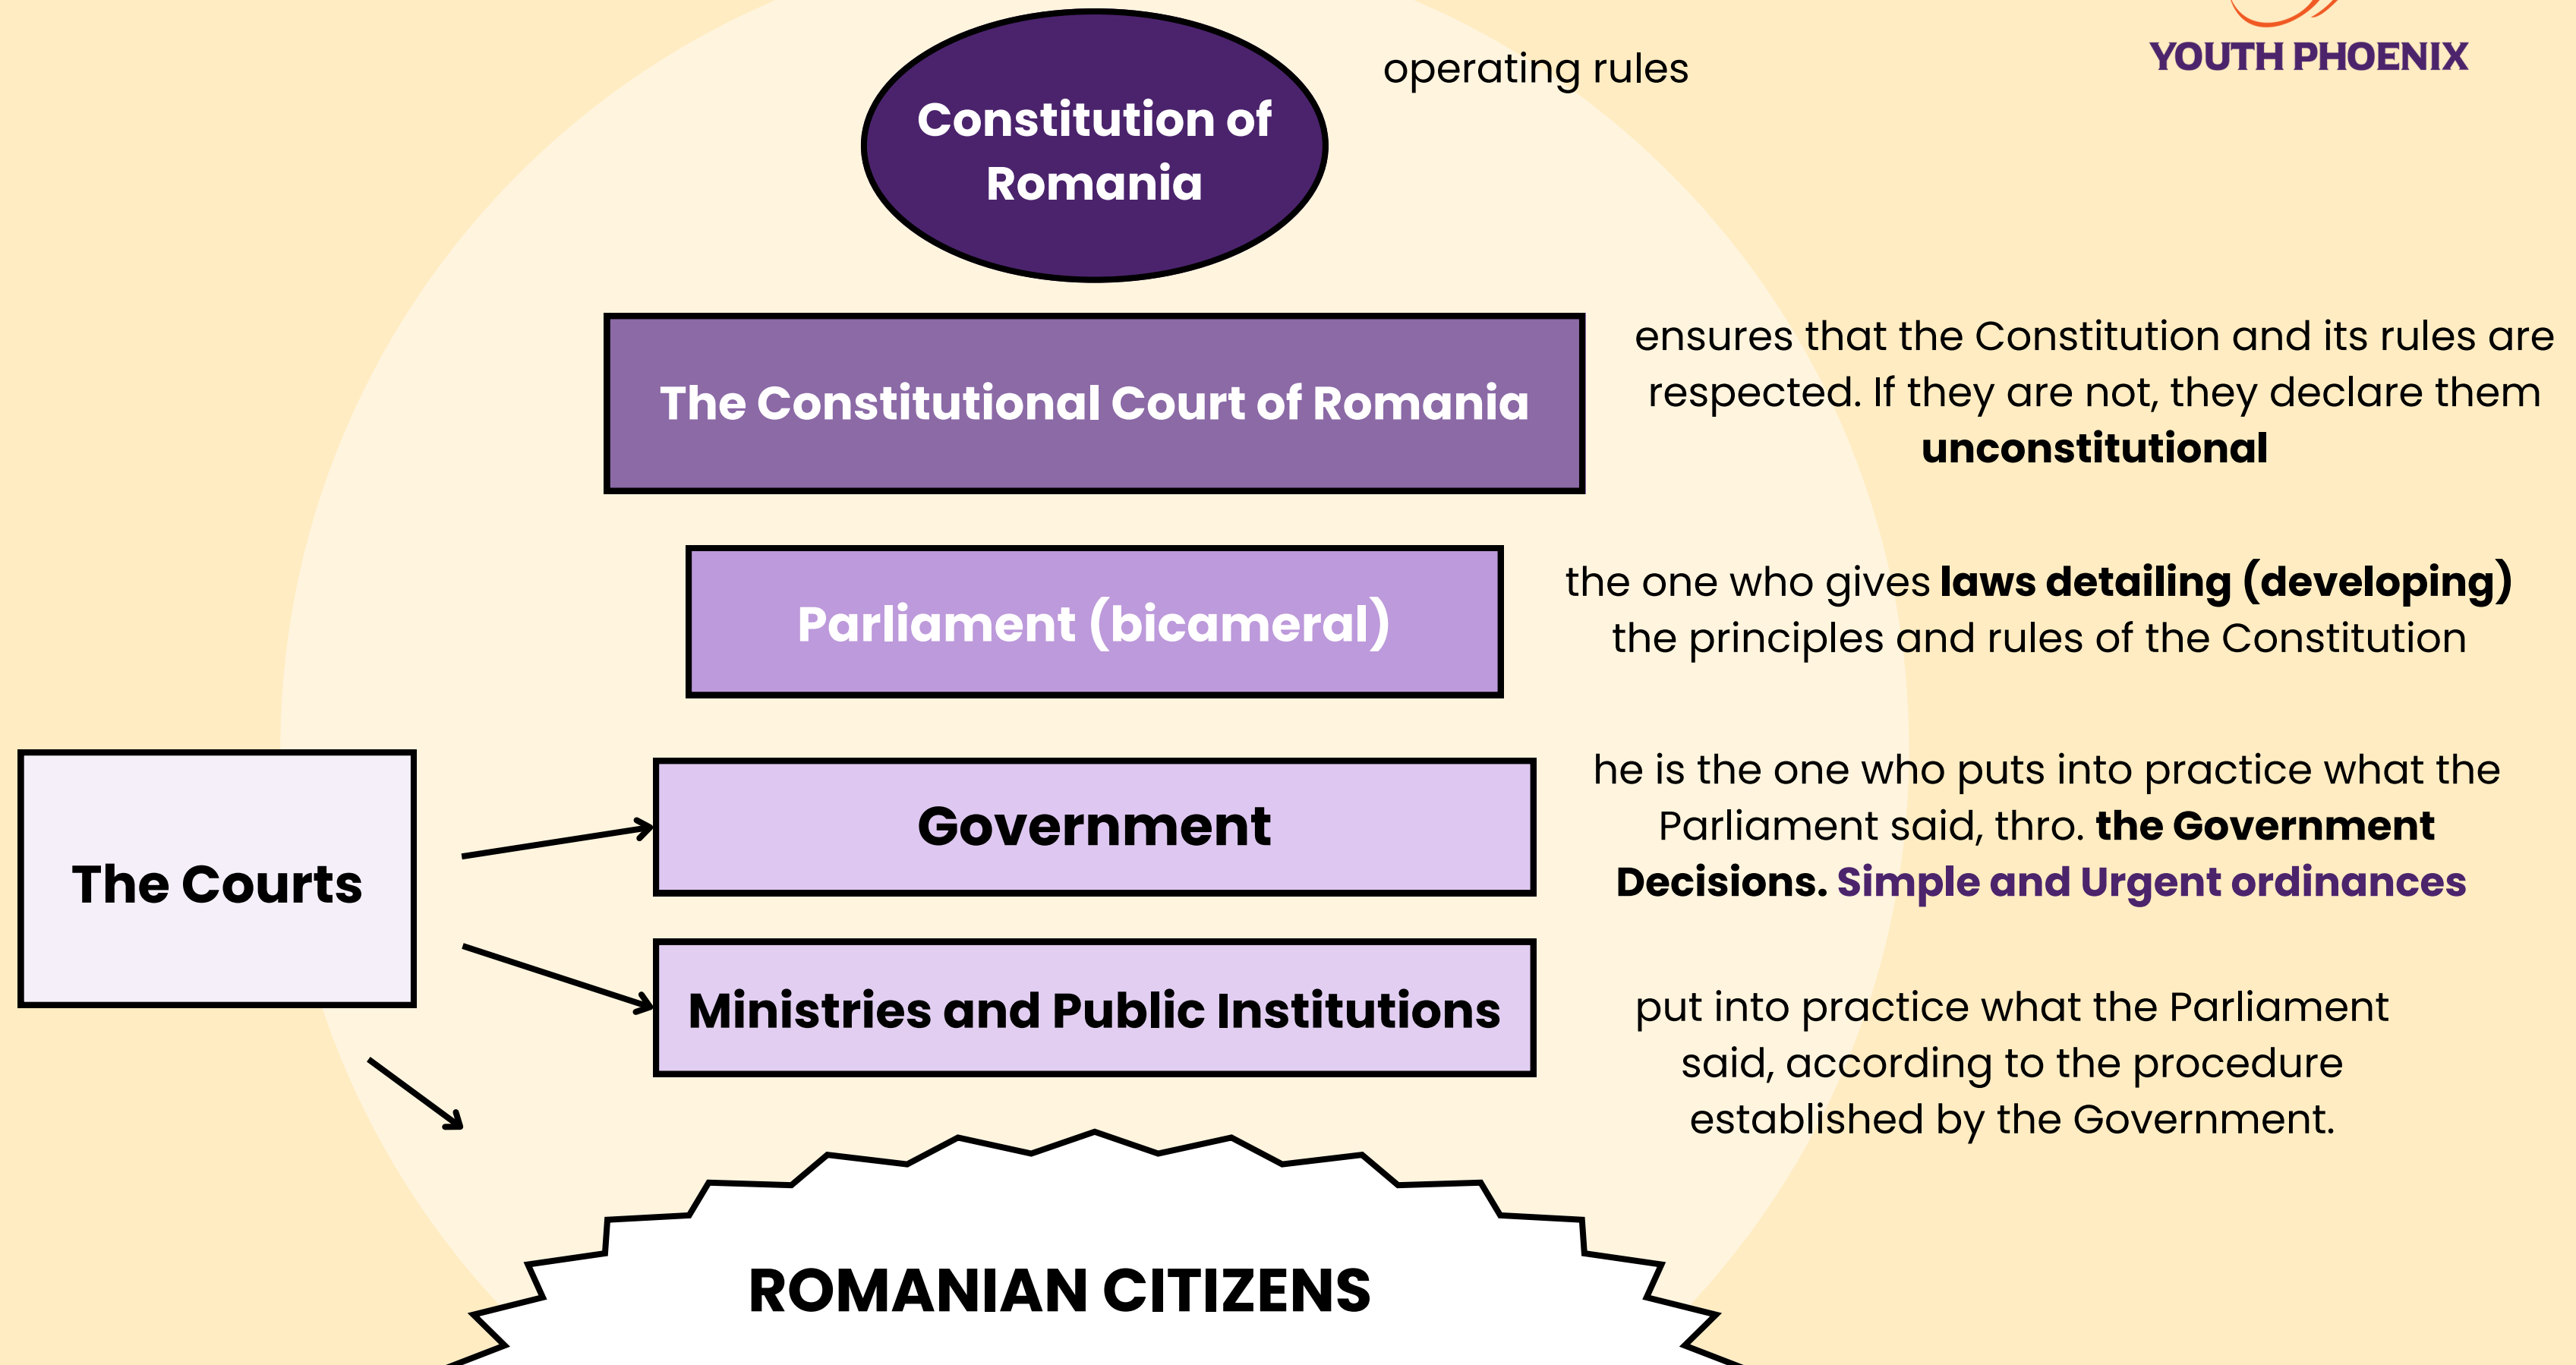 YOUTH PHOENIX
operating rules
Constitution of
Romania
The Constitutional Court of Romania
ensures that the Constitution and its rules are
respected. If they are not, they declare them
unconstitutional
Parliament (bicameral)
the one who gives laws detailing (developing)
the principles and rules of the Constitution
The Courts
Government
he is the one who puts into practice what the
Parliament said, thro. the Government
Decisions. Simple and Urgent ordinances
Ministries and Public Institutions
put into practice what the Parliament
said, according to the procedure
established by the Government.
ROMANIAN CITIZENS